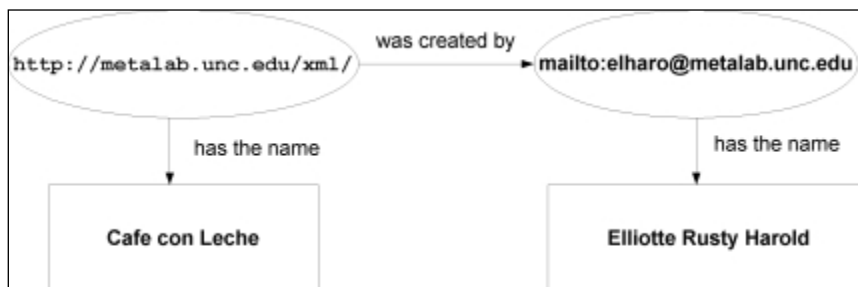 was created by
http://metalab.unc.edu/xml/
mailto:elharo@metalab.unc.edu
has the name
has the name
Cafe con Leche
Elliotte Rusty Harold